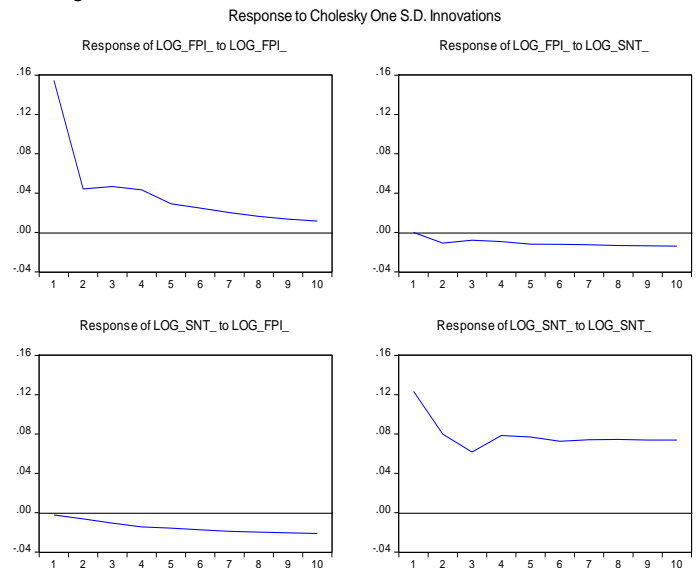 Response to Cholesky One S.D. Innovations
Response of LOG_FPI_ to LOG_FPI_
Response of LOG_FPI_ to LOG_SNT_
.16
.12
.08
.04
.00
-.04
1 2 3 4 5 6 7 8 9 10
.16
.12
.08
.04
.00
-.04
1 2 3 4 5 6 7 8 9 10
Response of LOG_SNT_ to LOG_FPI_
Response of LOG_SNT_ to LOG_SNT_
.16
.12
.08
.04
.00
-.04
1 2 3 4 5 6 7 8 9 10
.16
.12
.08
.04
.00
-.04
1 2 3 4 5 6 7 8 9 10